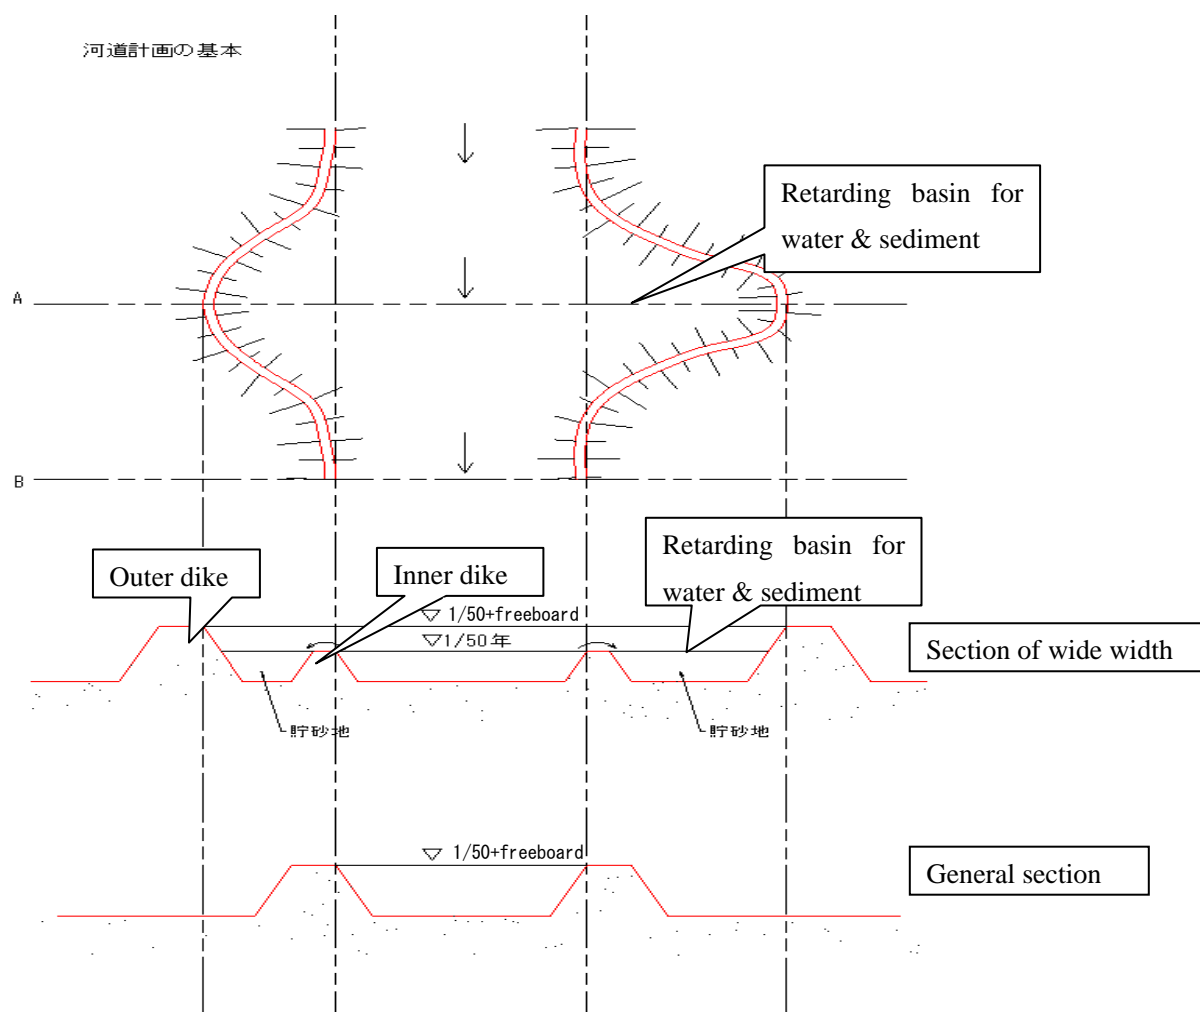 河道計画の基本
Retarding basin for
water & sediment
A
B
Outer dike
Inner dike
Retarding basin for
water & sediment
▽ 1/50+freeboard
▽1/50年
Section of wide width
貯砂地
貯砂地
▽ 1/50+freeboard
General section